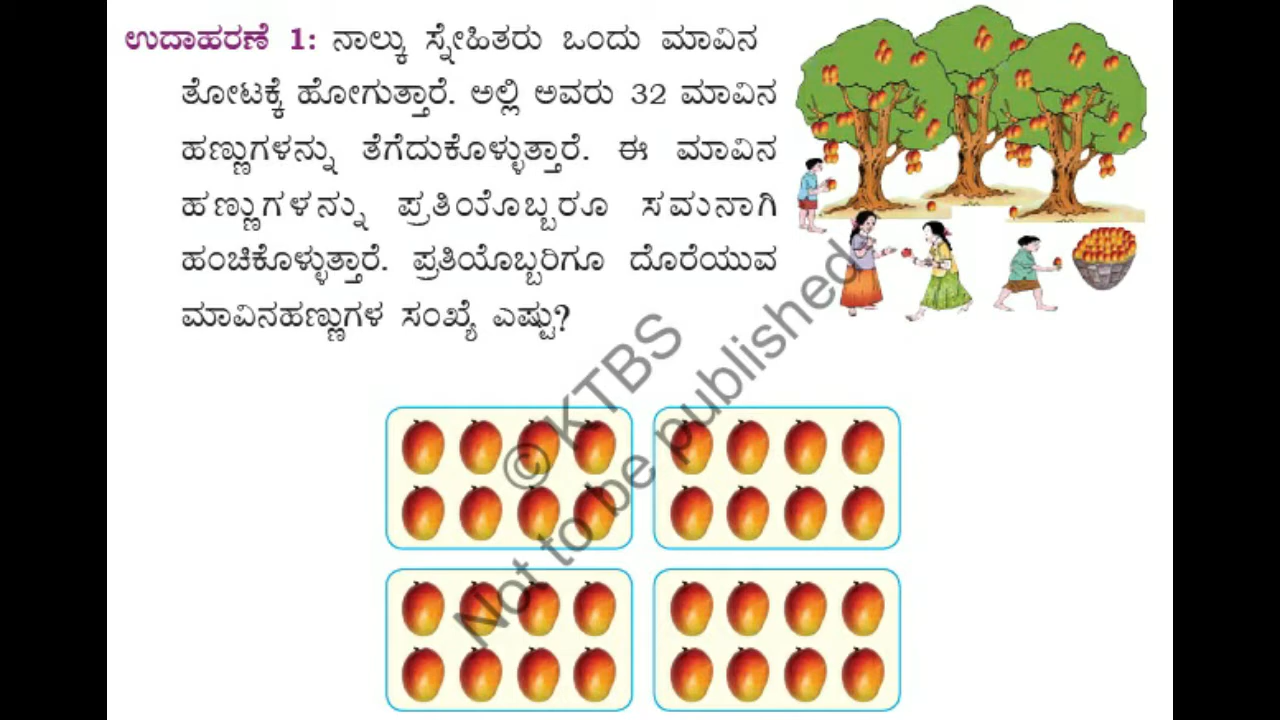 ಉದಾಹರಣೆ 1: ನಾಲ್ಕು ಸ್ನೇಹಿತರು ಒಂದು ಮಾವಿನ
ತೋಟಕ್ಕೆ ಹೋಗುತ್ತಾರೆ. ಅಲ್ಲಿ ಅವರು 32 ಮಾವಿನ
ಹಣ್ಣುಗಳನ್ನು ತೆಗೆದುಕೊಳ್ಳುತ್ತಾರೆ. ಈ ಮಾವಿನ
ಹಣ್ಣುಗಳನ್ನು ಪ್ರತಿಯೊಬ್ಬರೂ ಸಮನಾಗಿ
ಹಂಚಿಕೊಳ್ಳುತ್ತಾರೆ. ಪ್ರತಿಯೊಬ್ಬರಿಗೂ ದೊರೆಯುವ
ಮಾವಿನಹಣ್ಣುಗಳ ಸಂಖ್ಯೆ ಎಷ್ಟು?
© KTBS
Not to be published